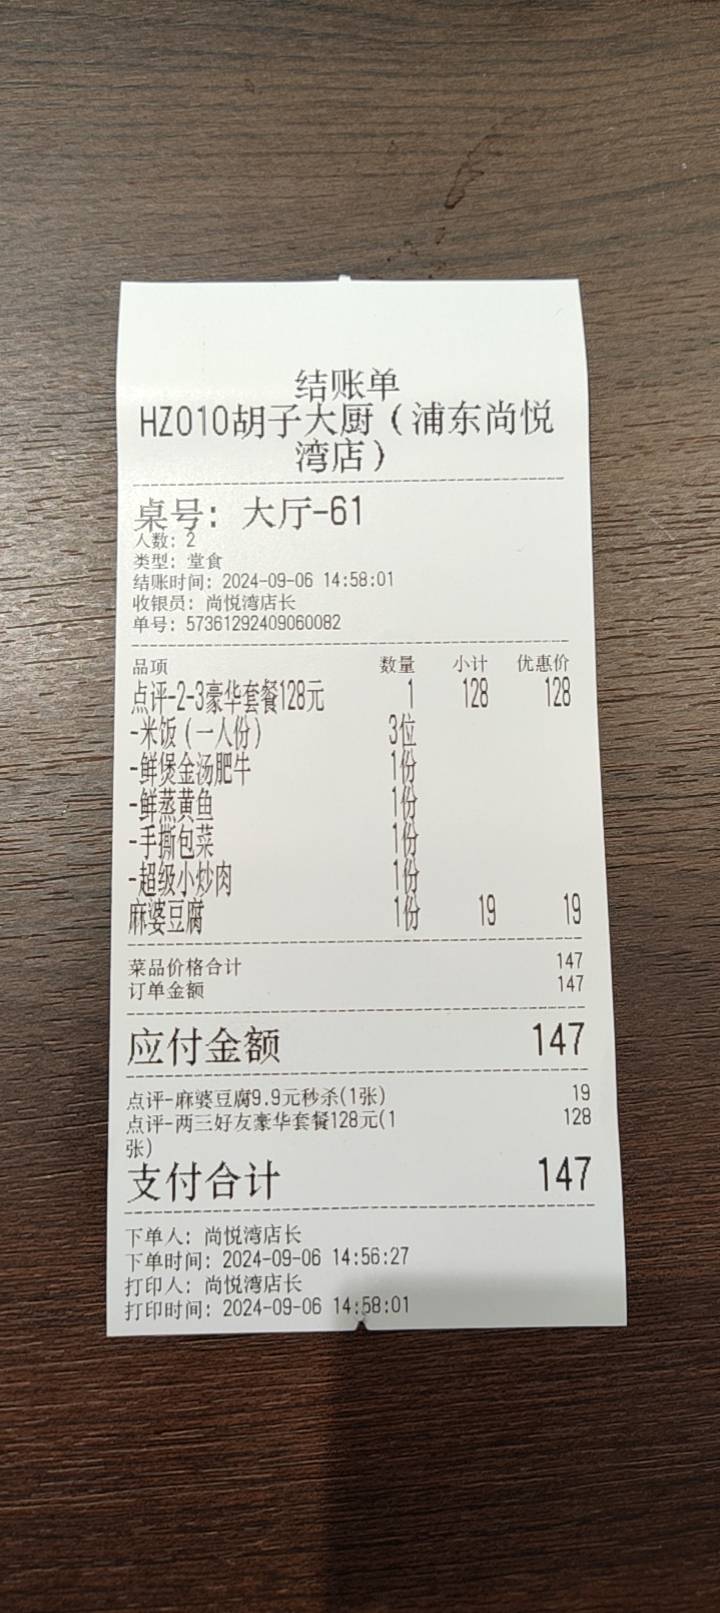 结账单
HZ010胡子大厨（浦东尚悦
湾店）
桌号：大厅-61
人数：2
类型：堂食
结账时间：2024-09-06 14:58:01
收银员：尚悦湾店长
单号：57361292409060082
品项 数量 小计 优惠价
点评-2-3豪华套餐128元 1 128 128
-米饭（一人份） 3位
-鲜煲金汤肥牛 1份
-鲜蒸黄鱼 1份
-手撕包菜 1份
-超级小炒肉 1份
麻婆豆腐 1份 19 19
菜品价格合计 147
订单金额 147
应付金额 147
点评-麻婆豆腐9.9元秒杀(1张) 19
点评-两三好友豪华套餐128元(1 128
张)
支付合计 147
下单人：尚悦湾店长
下单时间：2024-09-06 14:56:27
打印人：尚悦湾店长
打印时间：2024-09-06 14:58:01